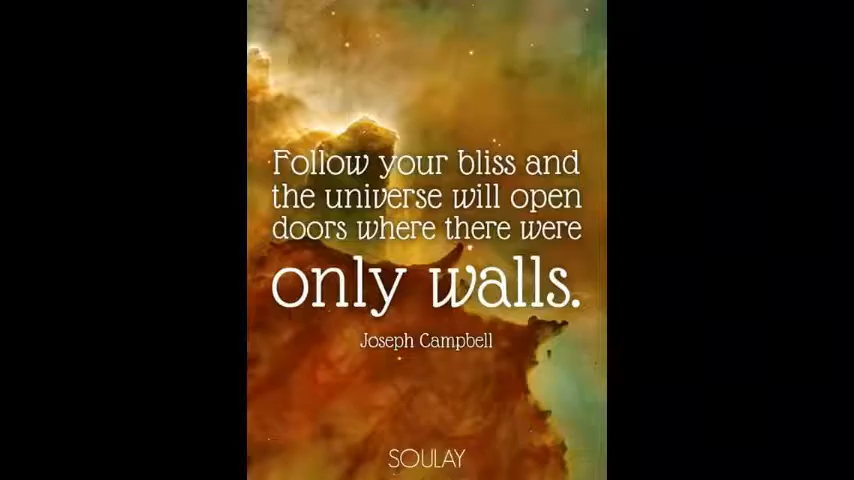 Follow your bliss and
the universe will open
doors where there were
only walls.
Joseph Campbell
SOULAY